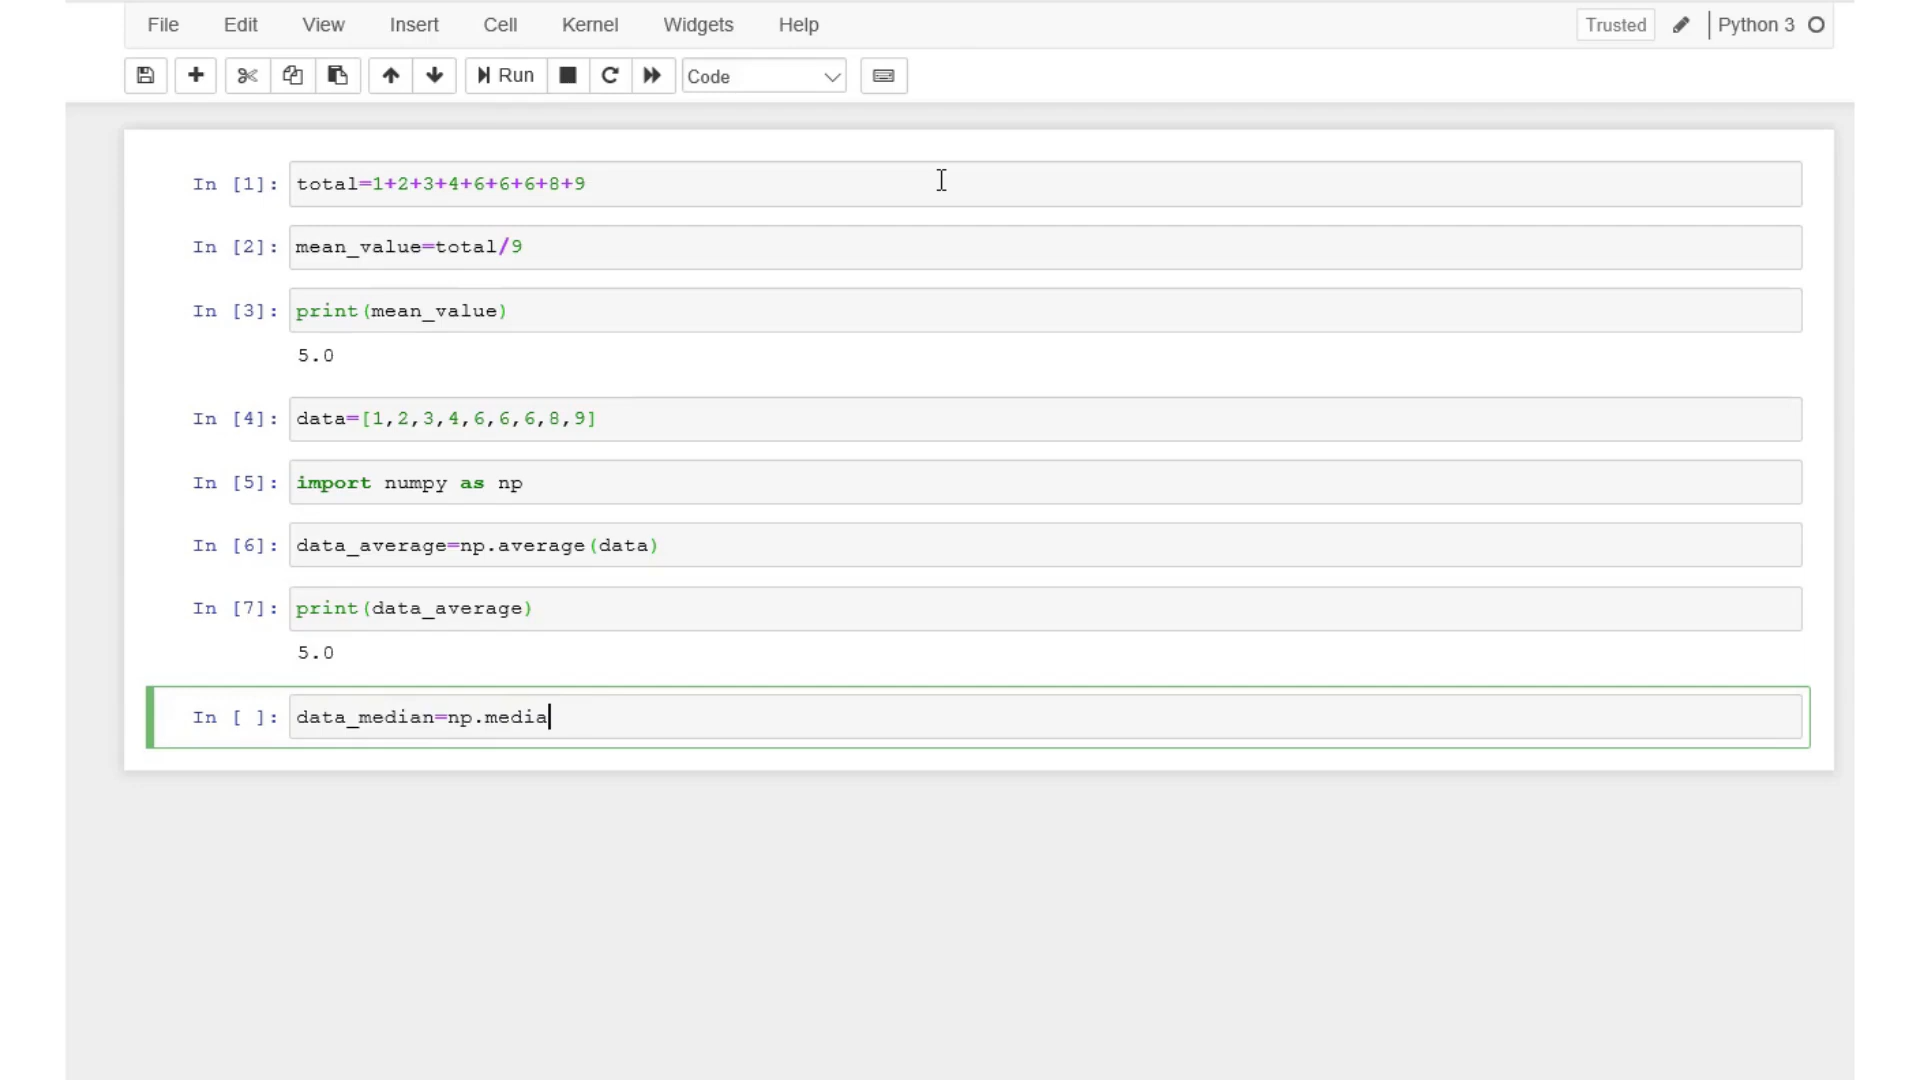 File Edit View Insert Cell Kernel Widgets Help Trusted Python 3
Run Code
In [1]: total=1+2+3+4+6+6+6+8+9
In [2]: mean_value=total/9
In [3]: print(mean_value)
5.0
In [4]: data=[1,2,3,4,6,6,6,8,9]
In [5]: import numpy as np
In [6]: data_average=np.average(data)
In [7]: print(data_average)
5.0
In [ ]: data_median=np.media